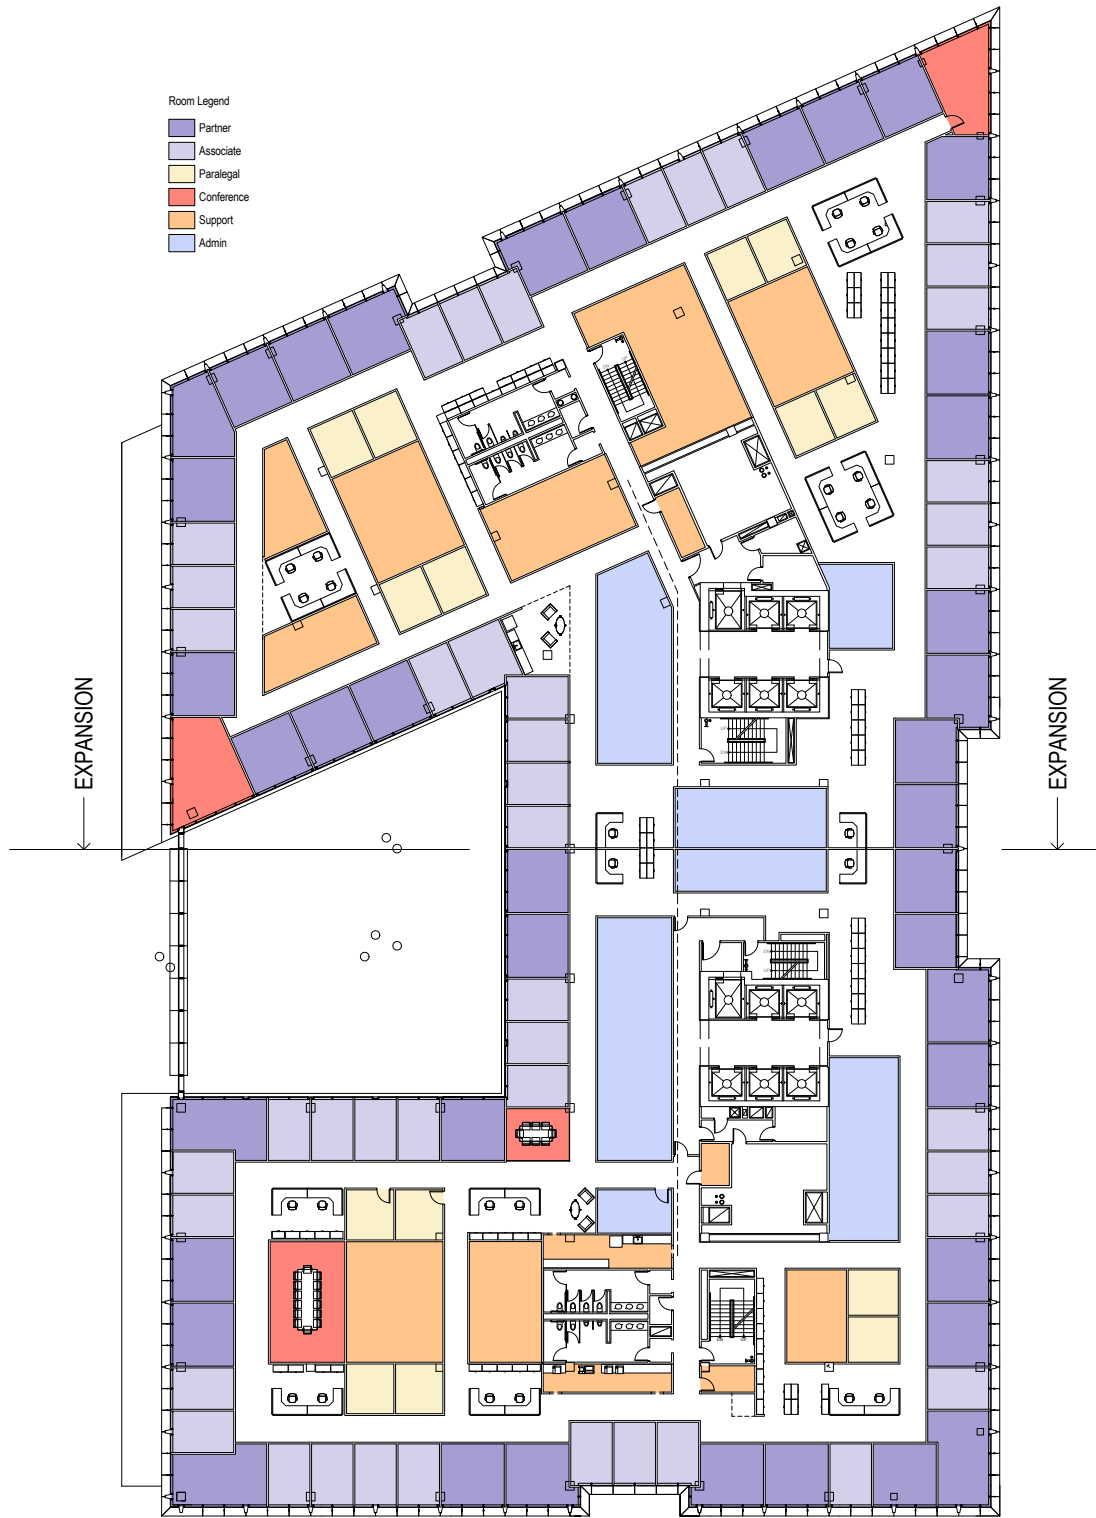 Room Legend
Partner
Associate
Paralegal
Conference
Support
Admin
EXPANSION
EXPANSION